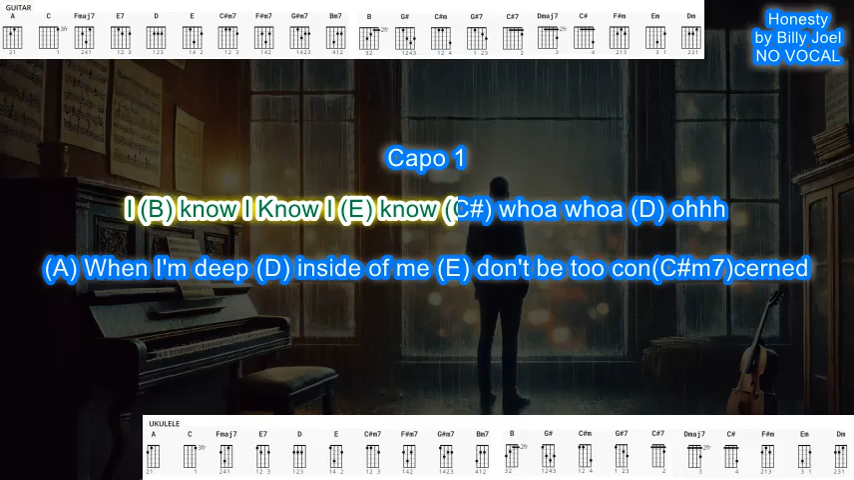 GUITAR
A C Fmaj7 E7 D E C#m7 F#m7 G#m7 Bm7 B G# C#m G#7 C#7 Dmaj7 C# F#m Em Dm
Honesty
by Billy Joel
NO VOCAL
Capo 1
I (B) know I Know I (E) know (C#) whoa whoa (D) ohhh
(A) When I'm deep (D) inside of me (E) don't be too con(C#m7)cerned
UKULELE
A C Fmaj7 E7 D E C#m7 F#m7 G#m7 Bm7 B G# C#m G#7 C#7 Dmaj7 C# F#m Em Dm